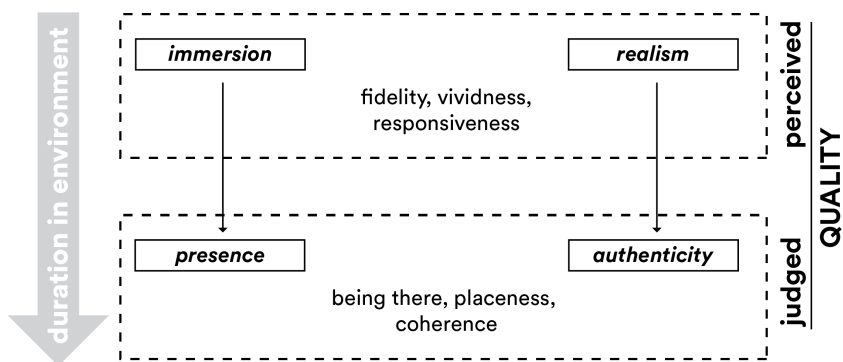 duration in environment
immersion
realism
fidelity, vividness,
responsiveness
perceived
QUALITY
presence
authenticity
being there, placeness,
coherence
judged